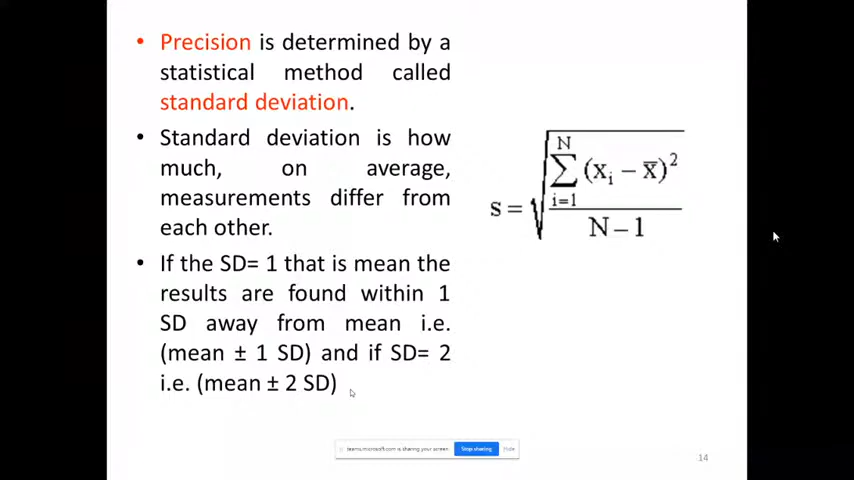 • Precision is determined by a
statistical method called
standard deviation.
• Standard deviation is how
much, on average,
measurements differ from
each other.
• If the SD= 1 that is mean the
results are found within 1
SD away from mean i.e.
(mean ± 1 SD) and if SD= 2
i.e. (mean ± 2 SD)
N
∑ (xᵢ – x̄)²
i=1
s = √
N – 1
teams.microsoft.com is sharing your screen. Stop sharing Hide
14